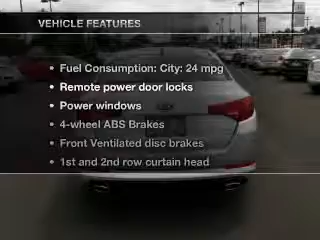 VEHICLE FEATURES
• Fuel Consumption: City: 24 mpg
• Remote power door locks
• Power windows
• 4-wheel ABS Brakes
• Front Ventilated disc brakes
• 1st and 2nd row curtain head